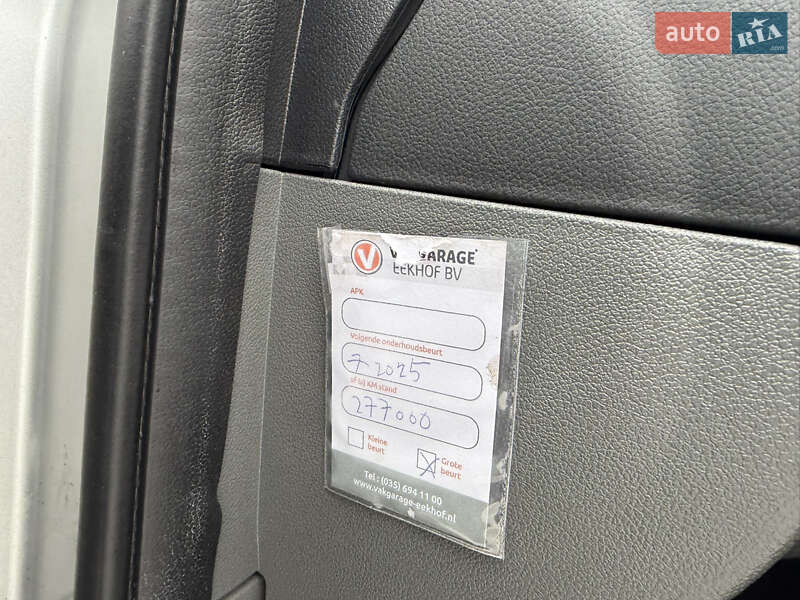 auto RIA .com
V VAKGARAGE
EEKHOF BV
APK
Volgende onderhoudsbeurt
7 2025
of bij KM stand
277000
Kleine
beurt
Grote
beurt
Tel : (035) 694 11 00
www.vakgarage-eekhof.nl